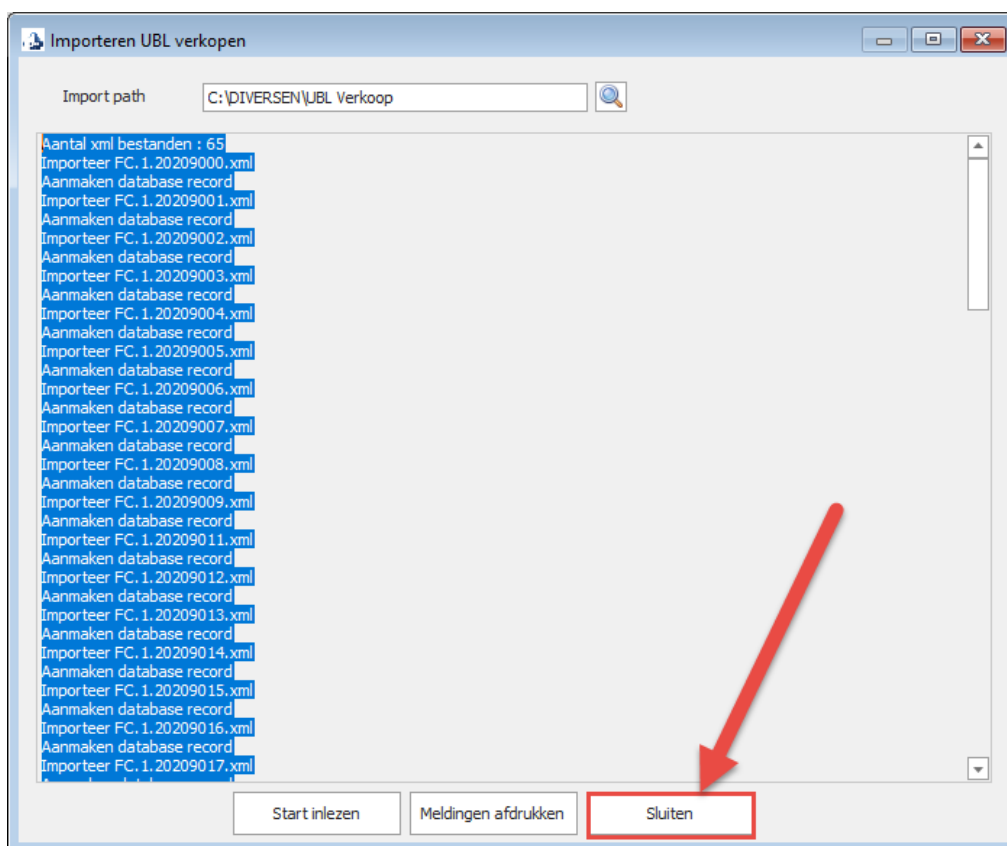 Importeren UBL verkopen
Import path C:\DIVERSEN\UBL Verkoop
Aantal xml bestanden : 65
Importeer FC.1.20209000.xml
Aanmaken database record
Importeer FC.1.20209001.xml
Aanmaken database record
Importeer FC.1.20209002.xml
Aanmaken database record
Importeer FC.1.20209003.xml
Aanmaken database record
Importeer FC.1.20209004.xml
Aanmaken database record
Importeer FC.1.20209005.xml
Aanmaken database record
Importeer FC.1.20209006.xml
Aanmaken database record
Importeer FC.1.20209007.xml
Aanmaken database record
Importeer FC.1.20209008.xml
Aanmaken database record
Importeer FC.1.20209009.xml
Aanmaken database record
Importeer FC.1.20209011.xml
Aanmaken database record
Importeer FC.1.20209012.xml
Aanmaken database record
Importeer FC.1.20209013.xml
Aanmaken database record
Importeer FC.1.20209014.xml
Aanmaken database record
Importeer FC.1.20209015.xml
Aanmaken database record
Importeer FC.1.20209016.xml
Aanmaken database record
Importeer FC.1.20209017.xml
Start inlezen Meldingen afdrukken Sluiten